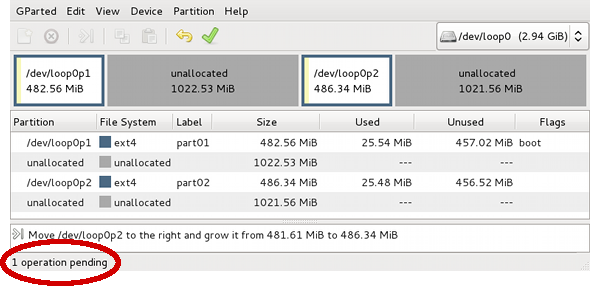 GParted Edit View Device Partition Help
/dev/loop0 (2.94 GiB)
/dev/loop0p1
482.56 MiB
unallocated
1022.53 MiB
/dev/loop0p2
486.34 MiB
unallocated
1021.56 MiB
Partition File System Label Size Used Unused Flags
/dev/loop0p1 ext4 part01 482.56 MiB 25.54 MiB 457.02 MiB boot
unallocated unallocated 1022.53 MiB --- ---
/dev/loop0p2 ext4 part02 486.34 MiB 25.48 MiB 456.52 MiB
unallocated unallocated 1021.56 MiB --- ---
Move /dev/loop0p2 to the right and grow it from 481.61 MiB to 486.34 MiB
1 operation pending